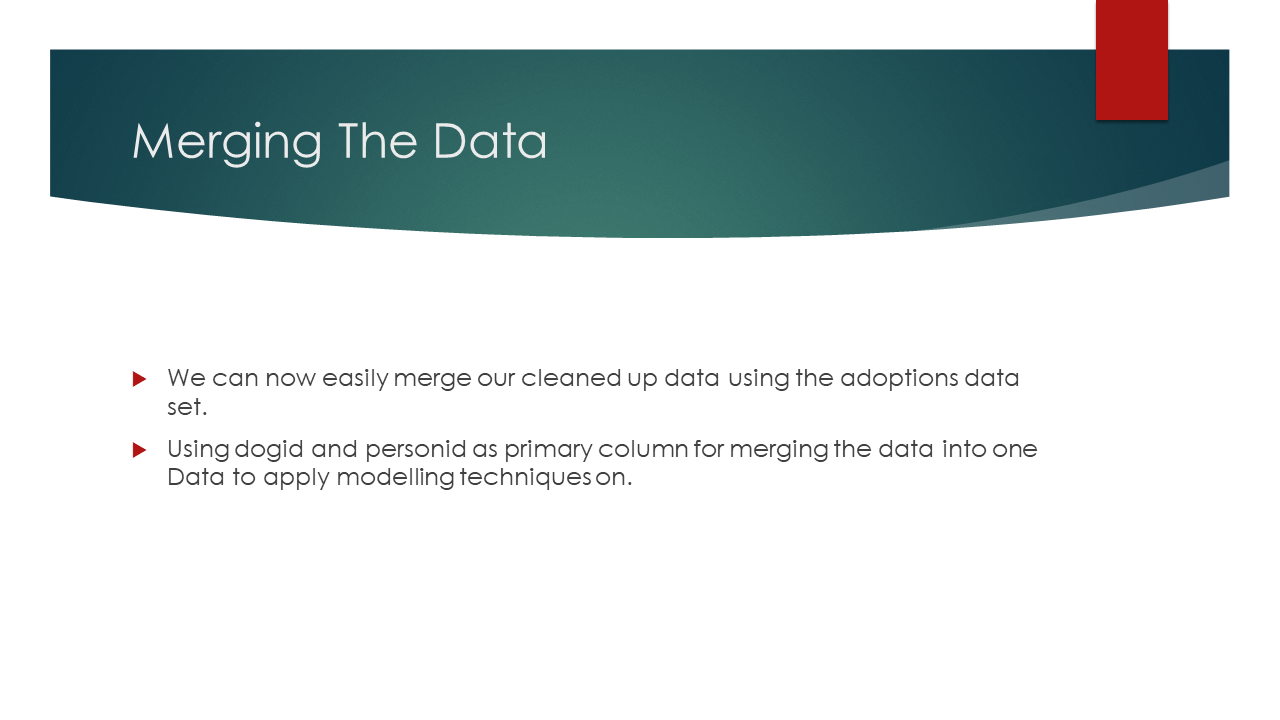 Merging The Data
We can now easily merge our cleaned up data using the adoptions data
set.
Using dogid and personid as primary column for merging the data into one
Data to apply modelling techniques on.